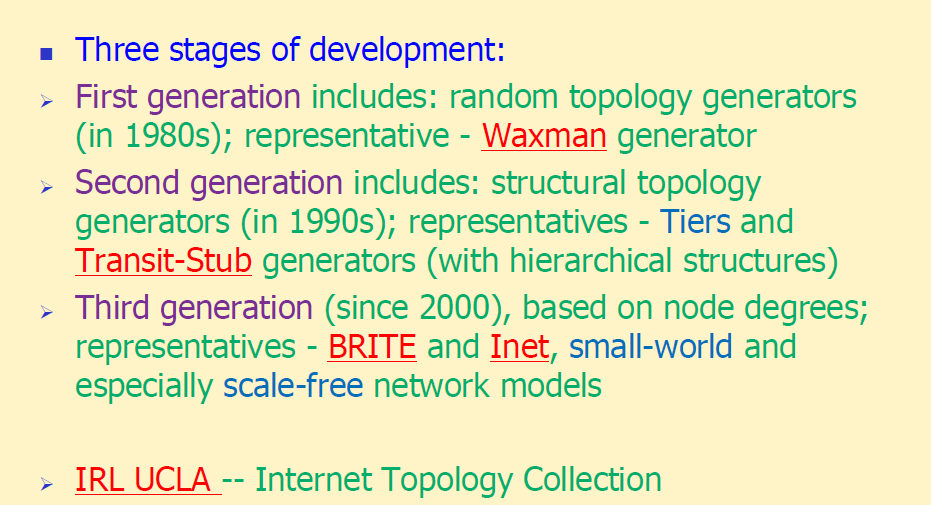 Three stages of development:
First generation includes: random topology generators
(in 1980s); representative - Waxman generator
Second generation includes: structural topology
generators (in 1990s); representatives - Tiers and
Transit-Stub generators (with hierarchical structures)
Third generation (since 2000), based on node degrees;
representatives - BRITE and Inet, small-world and
especially scale-free network models
IRL UCLA -- Internet Topology Collection